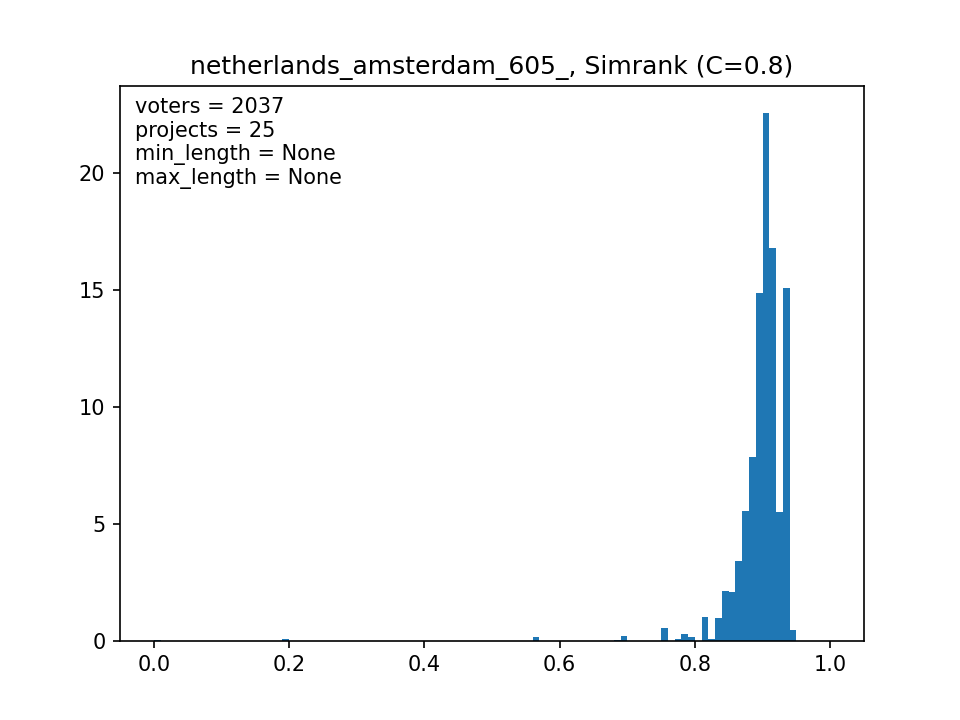 netherlands_amsterdam_605_, Simrank (C=0.8)
voters = 2037
projects = 25
min_length = None
max_length = None
20
15
10
5
0
0.0 0.2 0.4 0.6 0.8 1.0